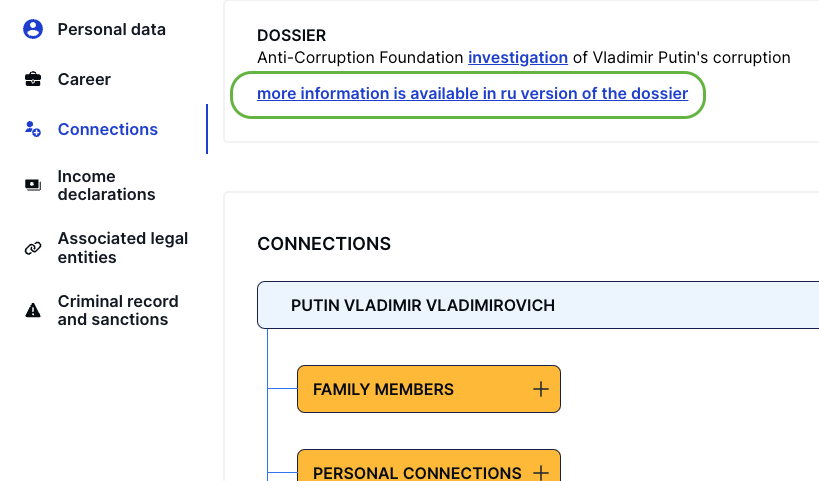 Personal data
Career
Connections
Income
declarations
Associated legal
entities
Criminal record
and sanctions
DOSSIER
Anti-Corruption Foundation investigation of Vladimir Putin's corruption
more information is available in ru version of the dossier
CONNECTIONS
PUTIN VLADIMIR VLADIMIROVICH
FAMILY MEMBERS
PERSONAL CONNECTIONS